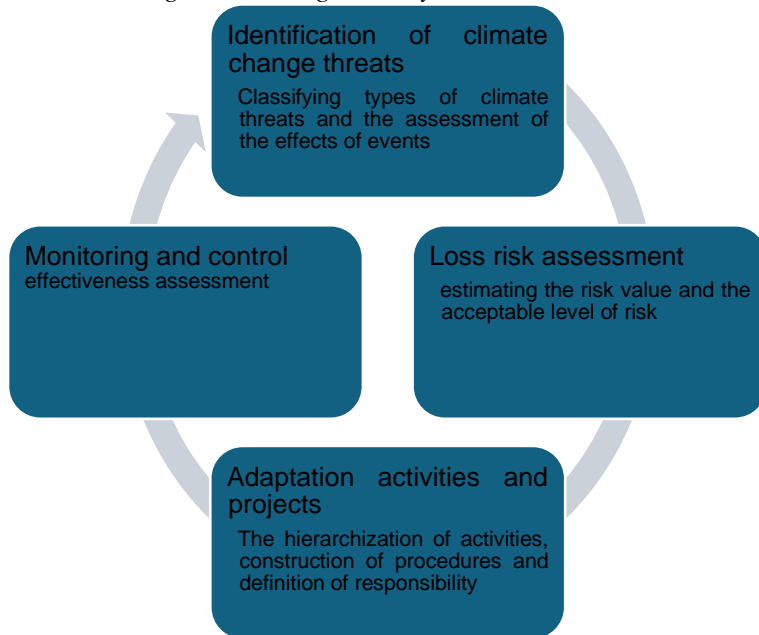 Identification of climate
change threats
Classifying types of climate
threats and the assessment of
the effects of events
Monitoring and control
effectiveness assessment
Loss risk assessment
estimating the risk value and the
acceptable level of risk
Adaptation activities and
projects
The hierarchization of activities,
construction of procedures and
definition of responsibility